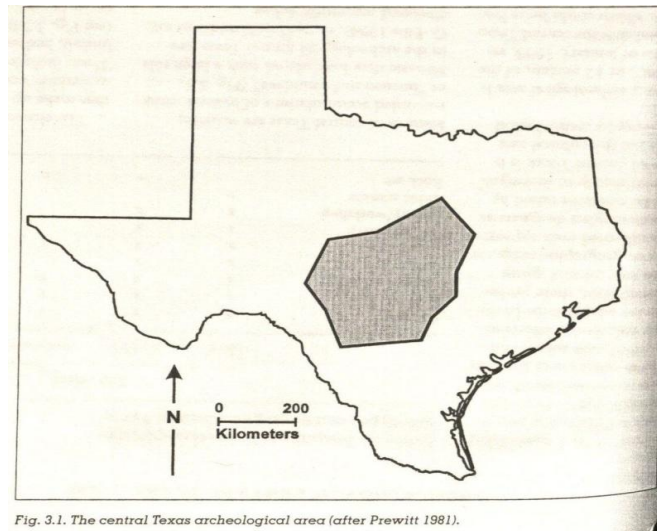 N
0 200
Kilometers
Fig. 3.1. The central Texas archeological area (after Prewitt 1981).